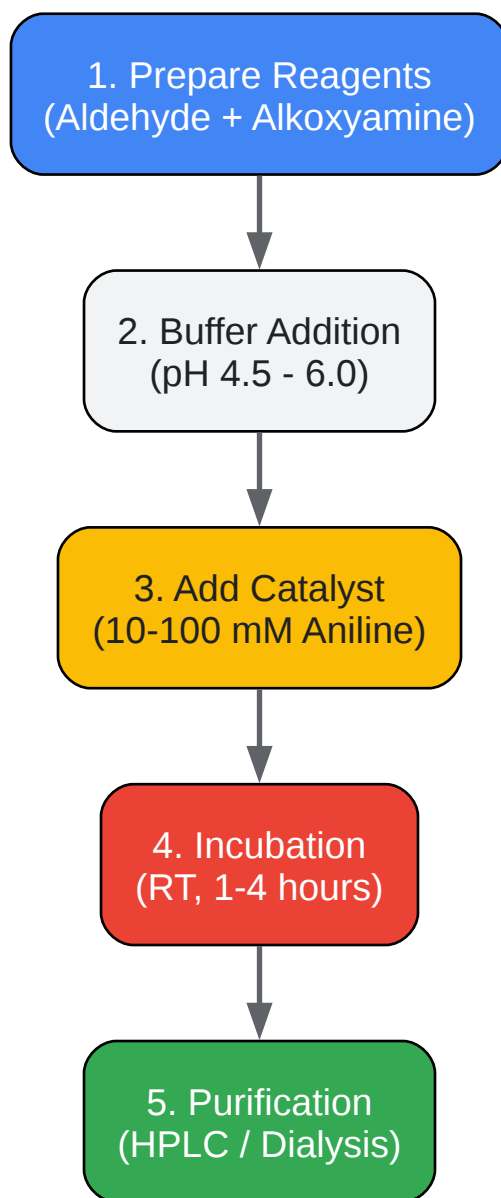 1. Prepare Reagents
(Aldehyde + Alkoxyamine)
2. Buffer Addition
(pH 4.5 - 6.0)
3. Add Catalyst
(10-100 mM Aniline)
4. Incubation
(RT, 1-4 hours)
5. Purification
(HPLC / Dialysis)